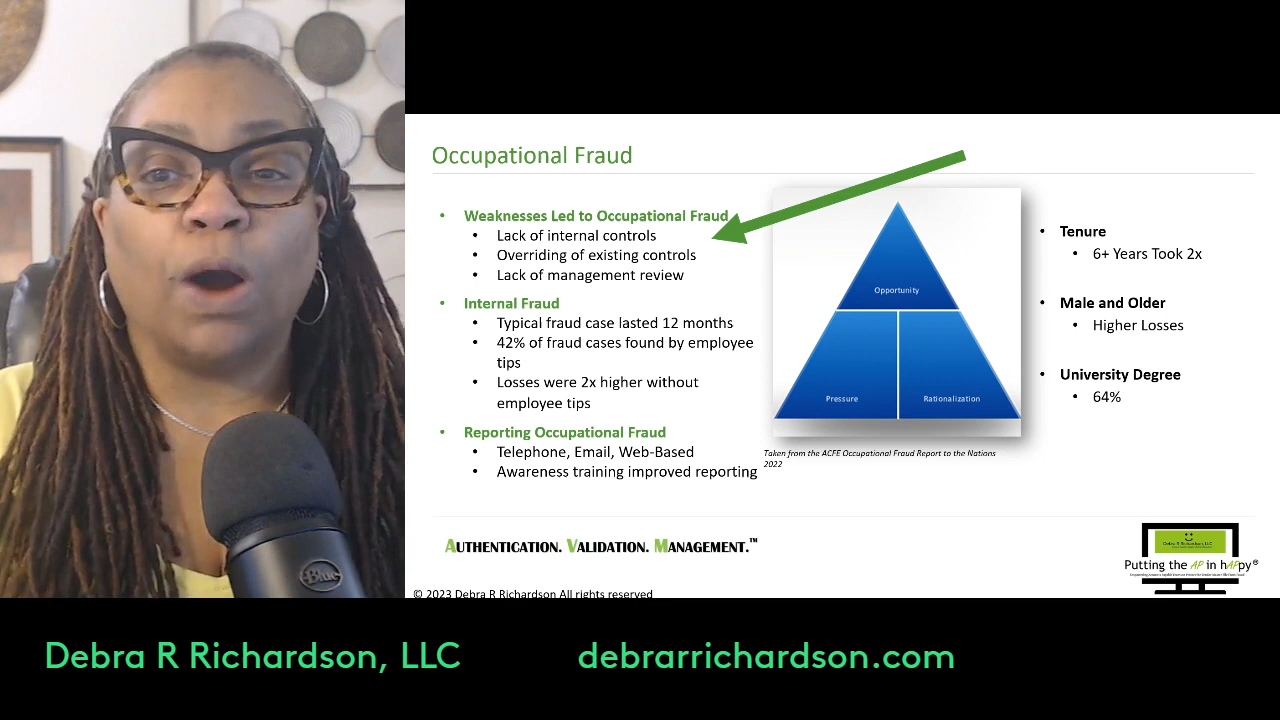 Occupational Fraud
Weaknesses Led to Occupational Fraud
Lack of internal controls
Overriding of existing controls
Lack of management review
Internal Fraud
Typical fraud case lasted 12 months
42% of fraud cases found by employee
tips
Losses were 2x higher without
employee tips
Reporting Occupational Fraud
Telephone, Email, Web-Based
Awareness training improved reporting
Opportunity
Pressure
Rationalization
Taken from the ACFE Occupational Fraud Report to the Nations
2022
Tenure
6+ Years Took 2x
Male and Older
Higher Losses
University Degree
64%
AUTHENTICATION. VALIDATION. MANAGEMENT.™
Debra R Richardson, LLC
Putting the AP in hAPpy®
© 2023 Debra R Richardson All rights reserved
Blue
Debra R Richardson, LLC
debrarrichardson.com